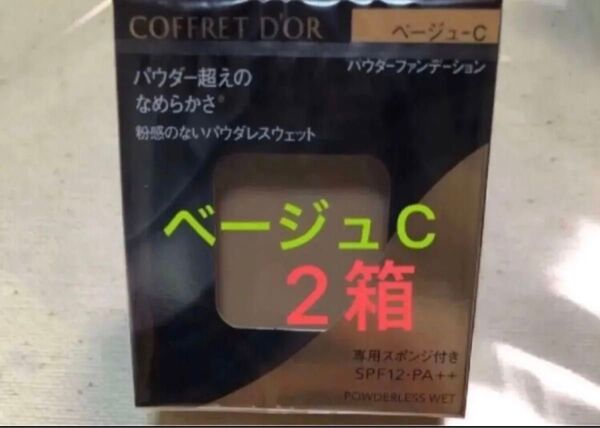 COFFRET D'OR
ベージュ-C
パウダーファンデーション
パウダー超えの
なめらかさ※
粉感のないパウダレスウェット
ベージュC
2箱
専用スポンジ付き
SPF12・PA++
POWDERLESS WET